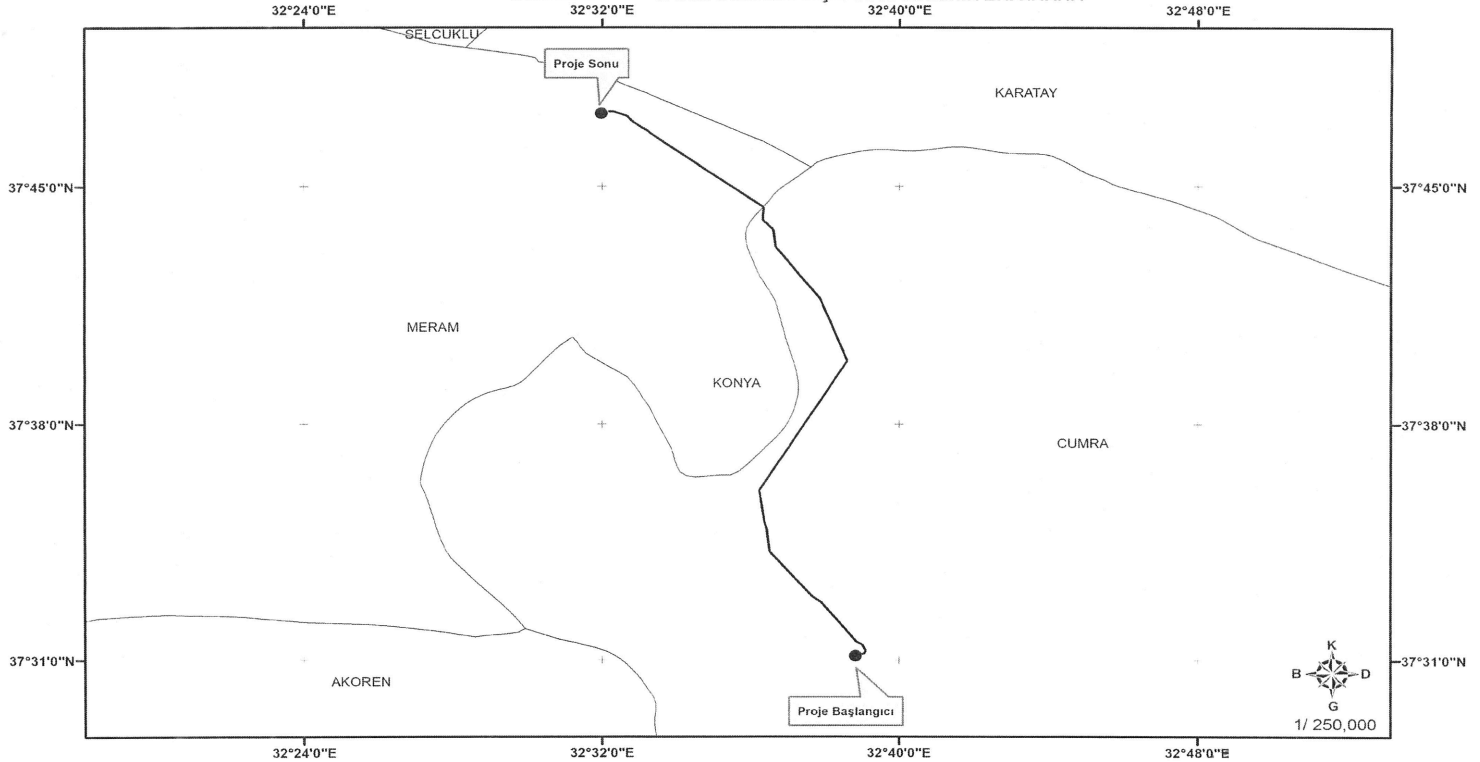 32°24'0"E 32°32'0"E 32°40'0"E 32°48'0"E
SELCUKLU
Proje Sonu
KARATAY
37°45'0"N 37°45'0"N
MERAM
KONYA
37°38'0"N 37°38'0"N
CUMRA
37°31'0"N 37°31'0"N
K
B D
G
AKOREN
Proje Başlangıcı
1/ 250,000
32°24'0"E 32°32'0"E 32°40'0"E 32°48'0"E